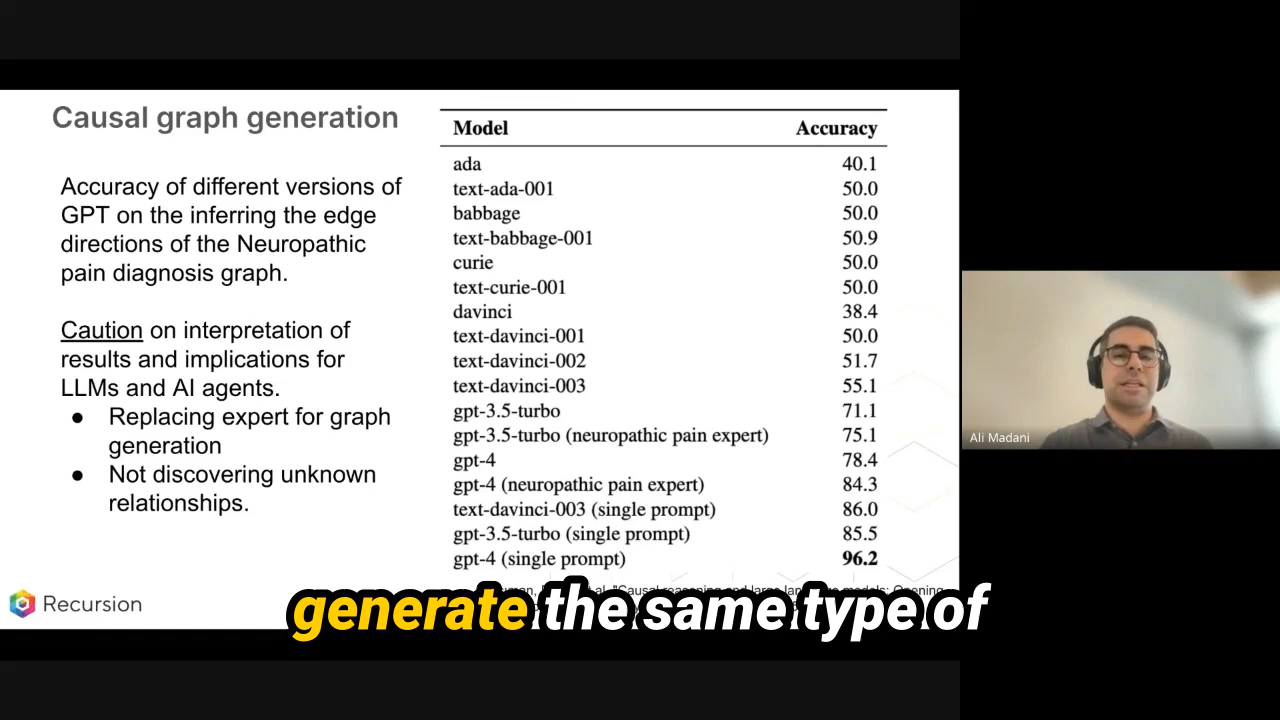 Causal graph generation
Accuracy of different versions of
GPT on the inferring the edge
directions of the Neuropathic
pain diagnosis graph.
Caution on interpretation of
results and implications for
LLMs and AI agents.
● Replacing expert for graph
generation
● Not discovering unknown
relationships.
Model Accuracy
ada 40.1
text-ada-001 50.0
babbage 50.0
text-babbage-001 50.9
curie 50.0
text-curie-001 50.0
davinci 38.4
text-davinci-001 50.0
text-davinci-002 51.7
text-davinci-003 55.1
gpt-3.5-turbo 71.1
gpt-3.5-turbo (neuropathic pain expert) 75.1
gpt-4 78.4
gpt-4 (neuropathic pain expert) 84.3
text-davinci-003 (single prompt) 86.0
gpt-3.5-turbo (single prompt) 85.5
gpt-4 (single prompt) 96.2
"Causal reasoning and large language models: Opening
Recursion
generate the same type of
Ali Madani